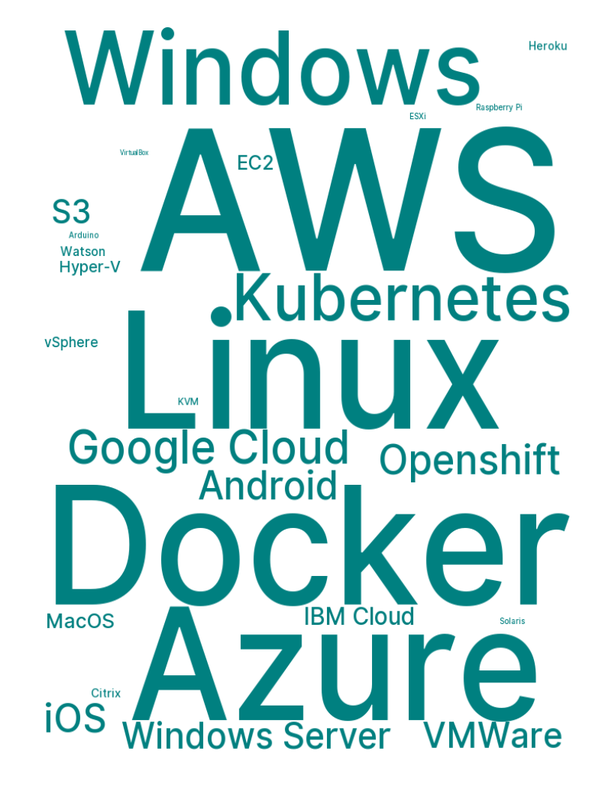 Windows
Heroku
Raspberry Pi
ESXi
AWS
VirtualBox
EC2
S3
Arduino
Watson
Hyper-V
Kubernetes
Linux
vSphere
KVM
Google Cloud
Openshift
Android
Docker
IBM Cloud
MacOS
Solaris
Azure
Citrix
iOS
Windows Server
VMWare